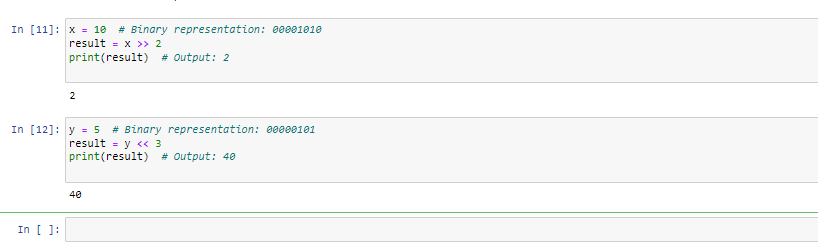 In [11]: x = 10  # Binary representation: 00001010
result = x >> 2
print(result)  # Output: 2
2
In [12]: y = 5  # Binary representation: 00000101
result = y << 3
print(result)  # Output: 40
40
In [ ]: